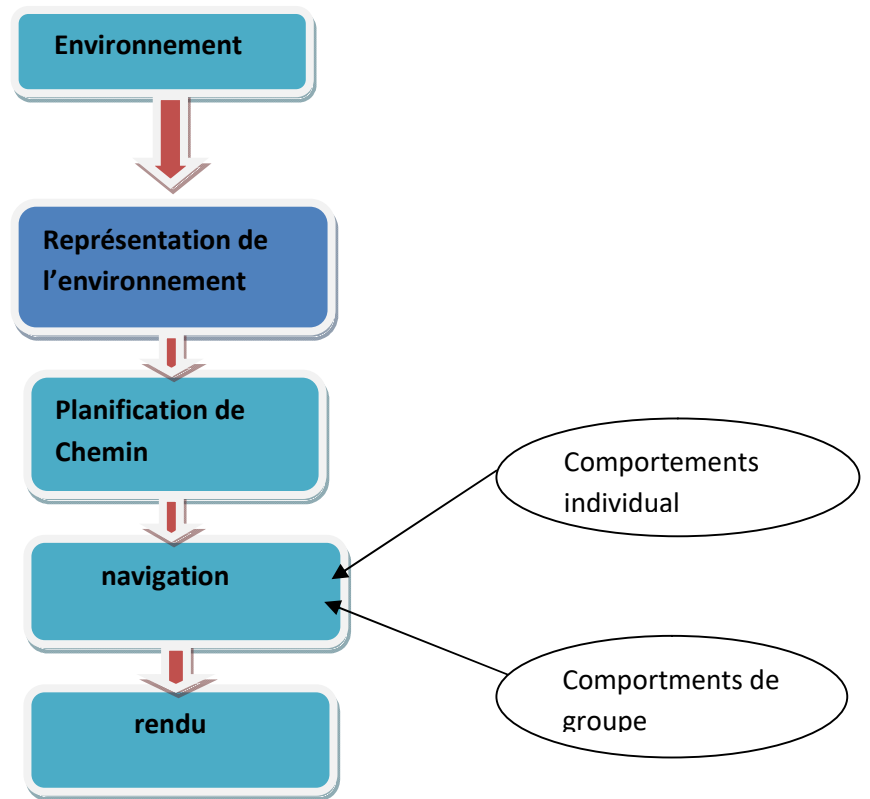 Environnement
Représentation de
l’environnement
Planification de
Chemin
Comportements
individual
navigation
Comportments de
groupe
rendu